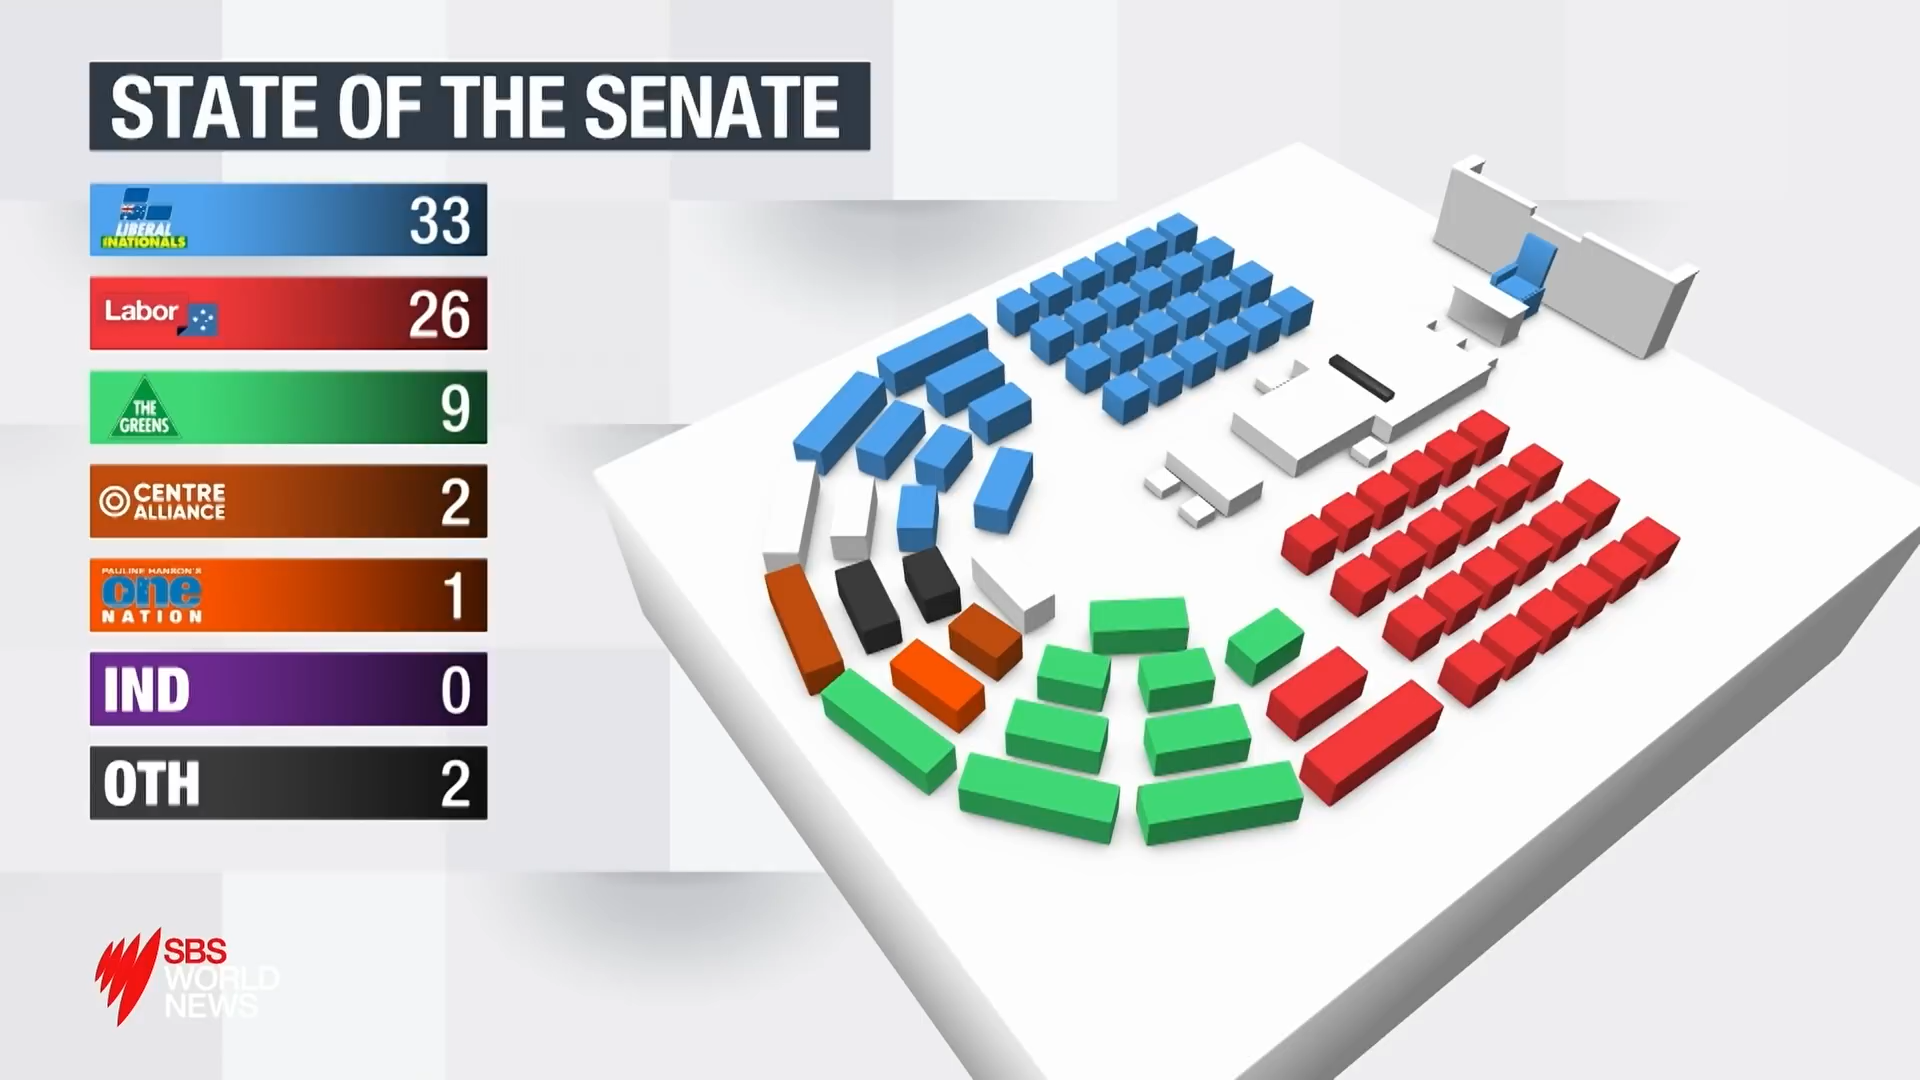 STATE OF THE SENATE
LIBERAL
THE NATIONALS
33
Labor
26
THE
GREENS
9
CENTRE
ALLIANCE
2
PAULINE HANSON'S
one
NATION
1
IND
0
OTH
2
SBS
WORLD
NEWS